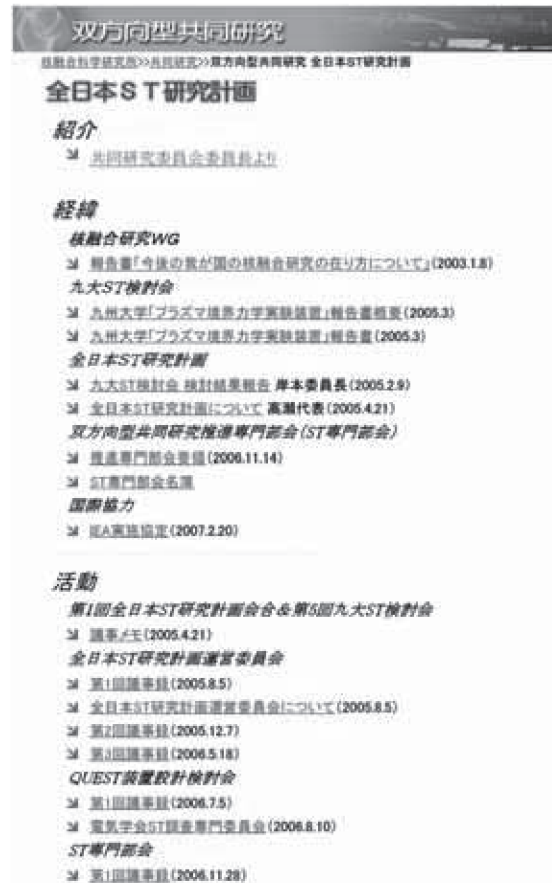 双方向型共同研究
核融合科学研究所>>共同研究>>双方向型共同研究 全日本ST研究計画
全日本ST研究計画
紹介
共同研究委員会委員長より
経緯
核融合研究WG
報告書「今後の我が国の核融合研究の在り方について」(2003.1.8)
九大ST検討会
九州大学「プラズマ境界力学実験装置」報告書概要(2005.3)
九州大学「プラズマ境界力学実験装置」報告書(2005.3)
全日本ST研究計画
九大ST検討会 検討結果報告 岸本委員長(2005.2.9)
全日本ST研究計画について 高瀬代表(2005.4.21)
双方向型共同研究推進専門部会(ST専門部会)
推進専門部会要領(2006.11.14)
ST専門部会名簿
国際協力
IEA実施協定(2007.2.20)
活動
第1回全日本ST研究計画会合&第5回九大ST検討会
議事メモ(2005.4.21)
全日本ST研究計画運営委員会
第1回議事録(2005.8.5)
全日本ST研究計画運営委員会について(2005.8.5)
第2回議事録(2005.12.7)
第3回議事録(2006.5.18)
QUEST装置設計検討会
第1回議事録(2006.7.5)
電気学会ST調査専門委員会(2006.8.10)
ST専門部会
第1回議事録(2006.11.28)